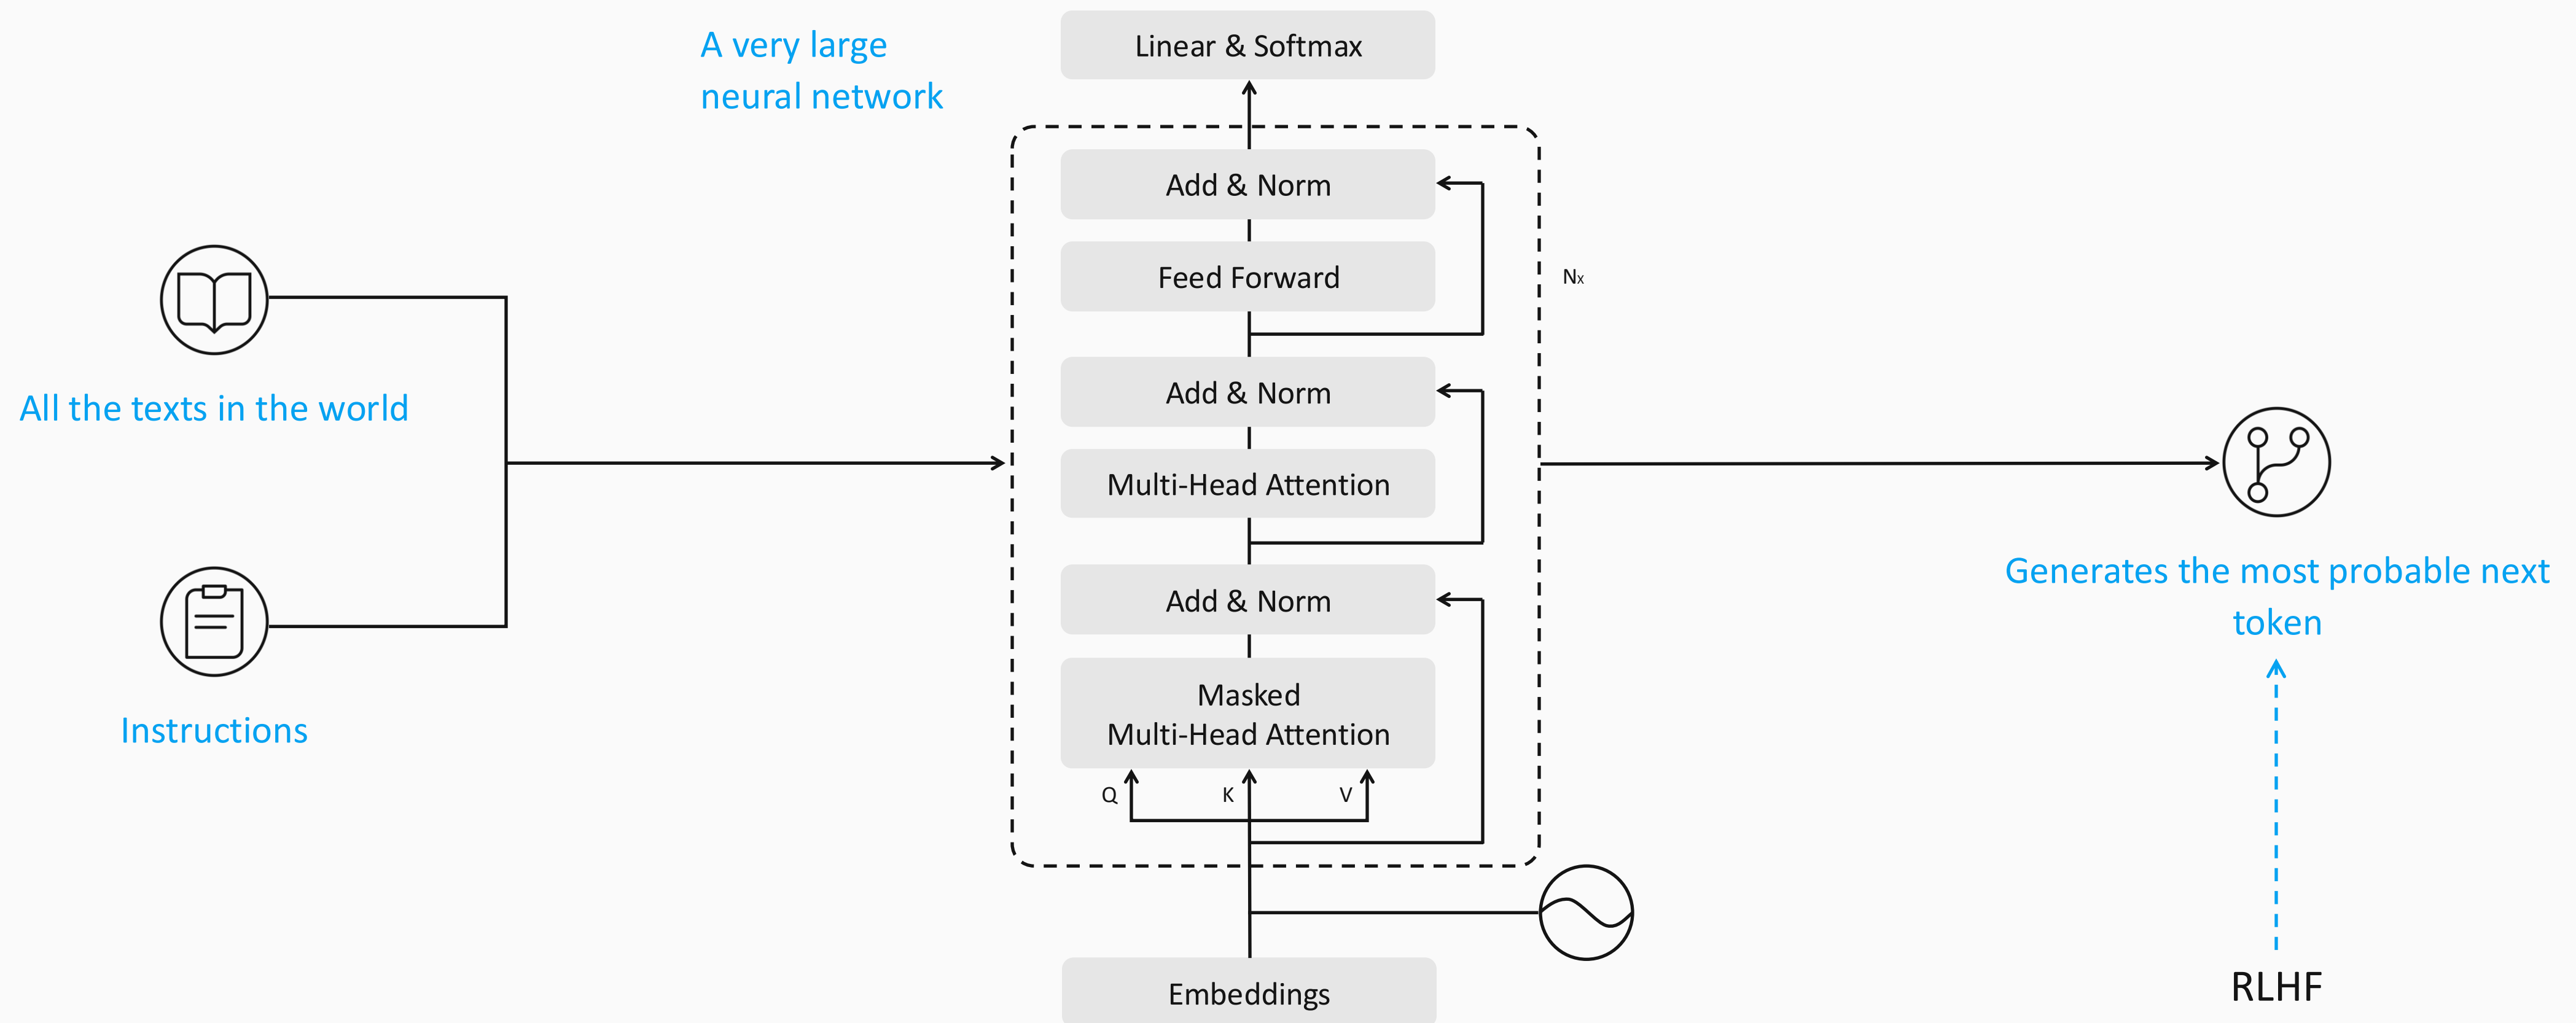 A very large
neural network
Linear & Softmax
Add & Norm
Feed Forward
Nx
Add & Norm
Multi-Head Attention
Add & Norm
Masked
Multi-Head Attention
Q
K
V
Embeddings
All the texts in the world
Instructions
Generates the most probable next
token
RLHF